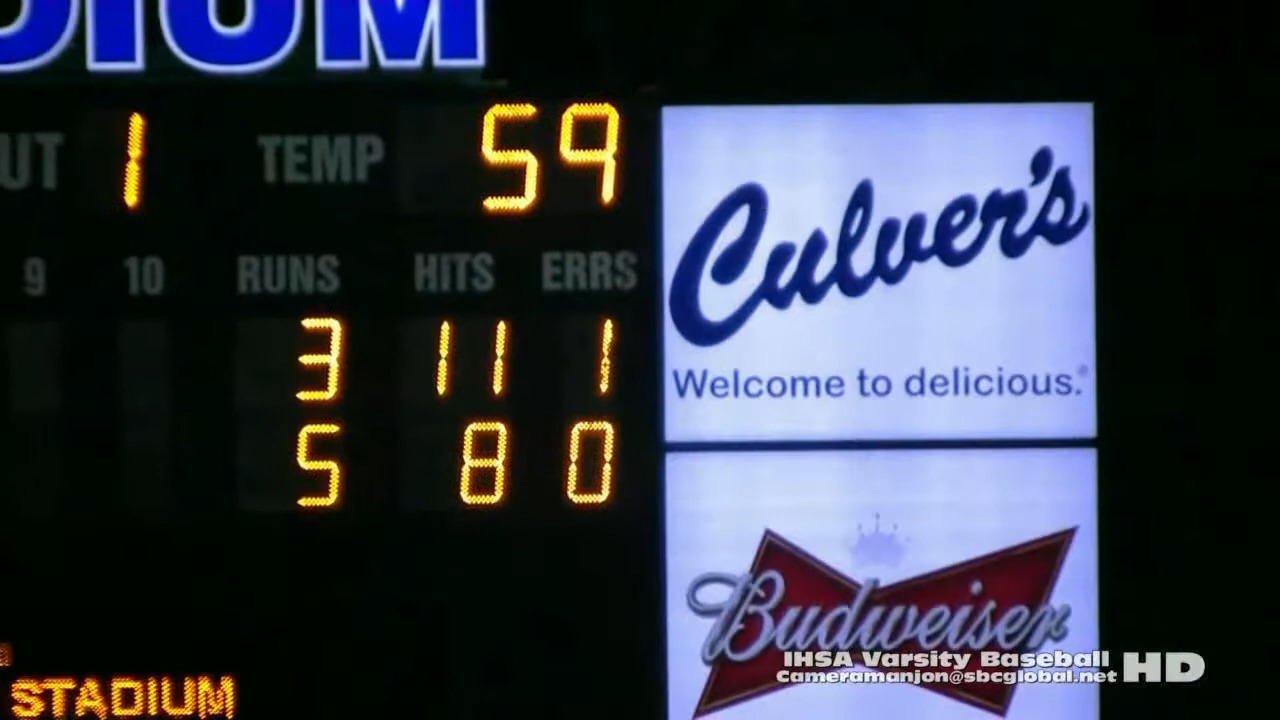 DIUM
UT 1 TEMP 59
9 10 RUNS HITS ERRS
3 11 1
5 8 0
STADIUM
Culver's
Welcome to delicious.®
Budweiser
IHSA Varsity Baseball HD
Cameramanjon@sbcglobal.net